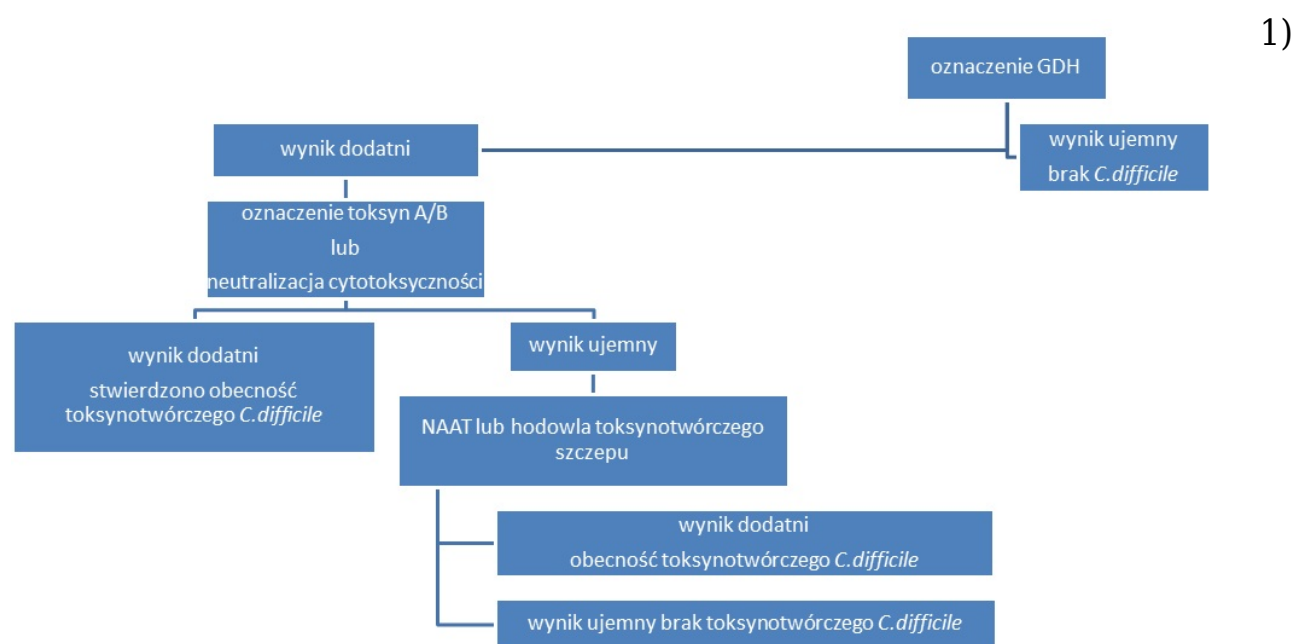 1)
oznaczenie GDH
wynik dodatni
wynik ujemny
brak C.difficile
oznaczenie toksyn A/B
lub
neutralizacja cytotoksyczności
wynik dodatni
stwierdzono obecność
toksynotwórczego C.difficile
wynik ujemny
NAAT lub hodowla toksynotwórczego
szczepu
wynik dodatni
obecność toksynotwórczego C.difficile
wynik ujemny brak toksynotwórczego C.difficile